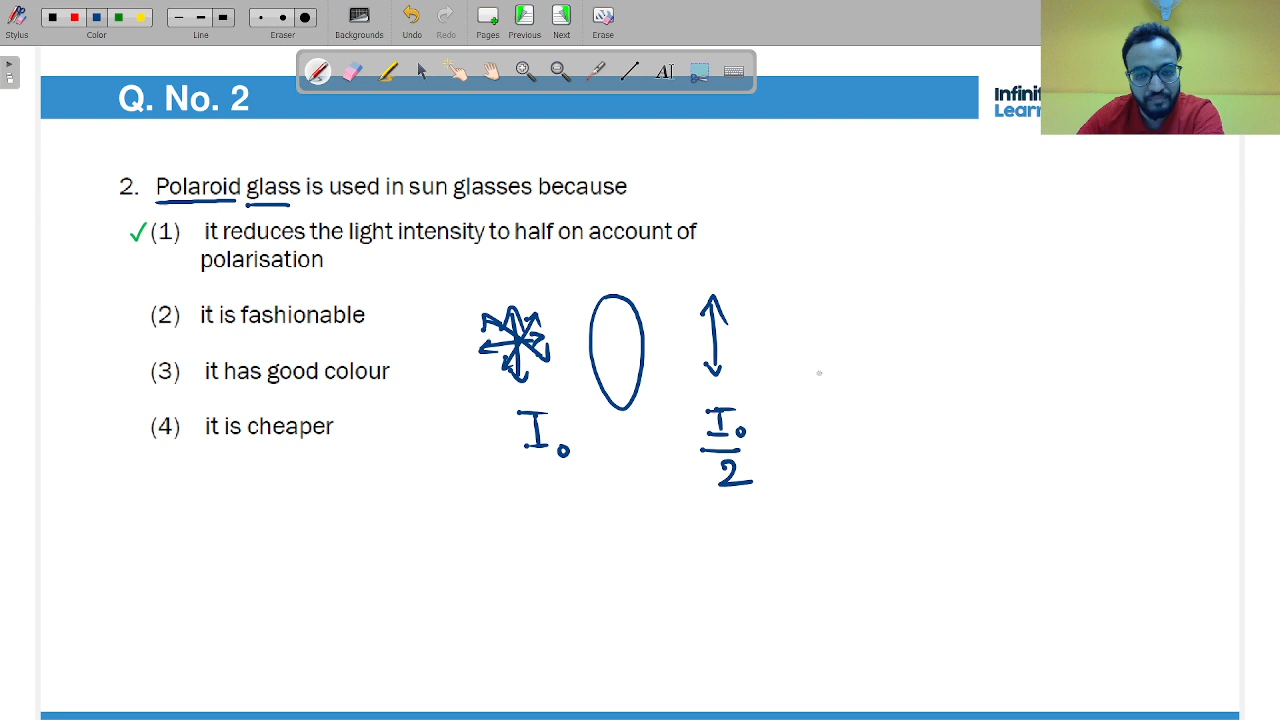 Stylus
Color
Line
Eraser
Backgrounds
Undo
Redo
Pages
Previous
Next
Erase
Q. No. 2
Infinit
Learn
2. Polaroid glass is used in sun glasses because
✓(1) it reduces the light intensity to half on account of
polarisation
(2) it is fashionable
(3) it has good colour
(4) it is cheaper
I₀
I₀/2